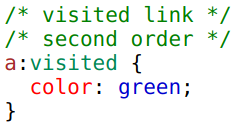 /* visited link */
/* second order */
a:visited {
  color: green;
}